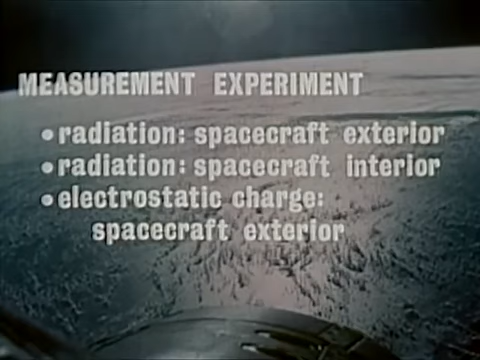 MEASUREMENT EXPERIMENT
• radiation: spacecraft exterior
• radiation: spacecraft interior
• electrostatic charge:
spacecraft exterior